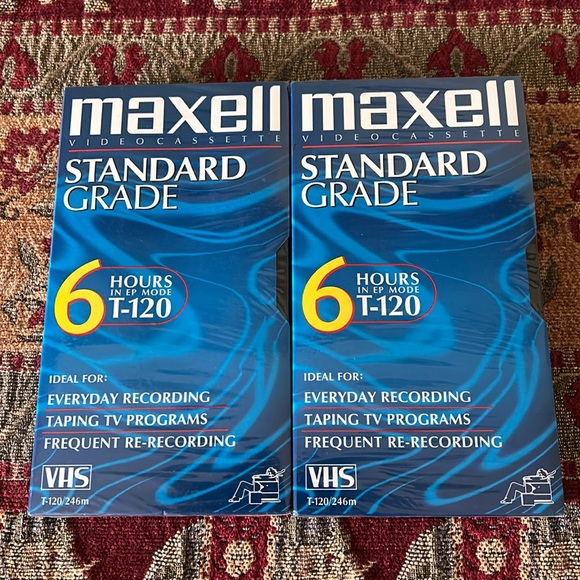 maxell
VIDEOCASSETTE
STANDARD
GRADE
6 HOURS
IN EP MODE
T-120
IDEAL FOR:
EVERYDAY RECORDING
TAPING TV PROGRAMS
FREQUENT RE-RECORDING
VHS
T-120/246m
maxell
VIDEOCASSETTE
STANDARD
GRADE
6 HOURS
IN EP MODE
T-120
IDEAL FOR:
EVERYDAY RECORDING
TAPING TV PROGRAMS
FREQUENT RE-RECORDING
VHS
T-120/246m